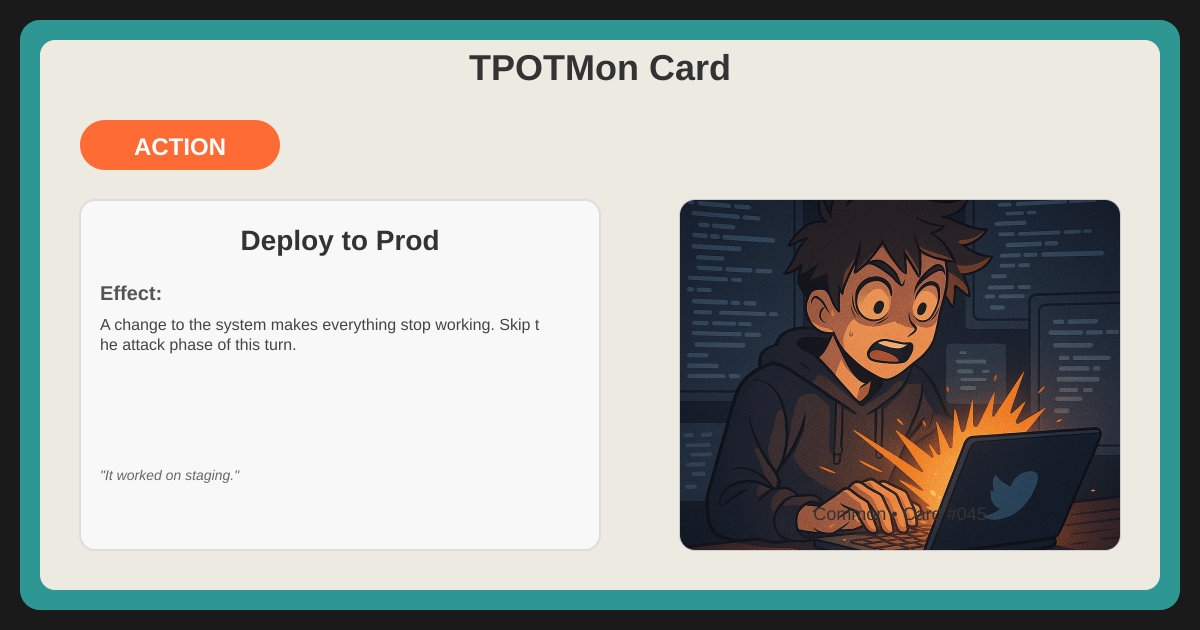 TPOTMon Card
ACTION
Deploy to Prod
Effect:
A change to the system makes everything stop working. Skip t
he attack phase of this turn.
"It worked on staging."
Common • Card #045